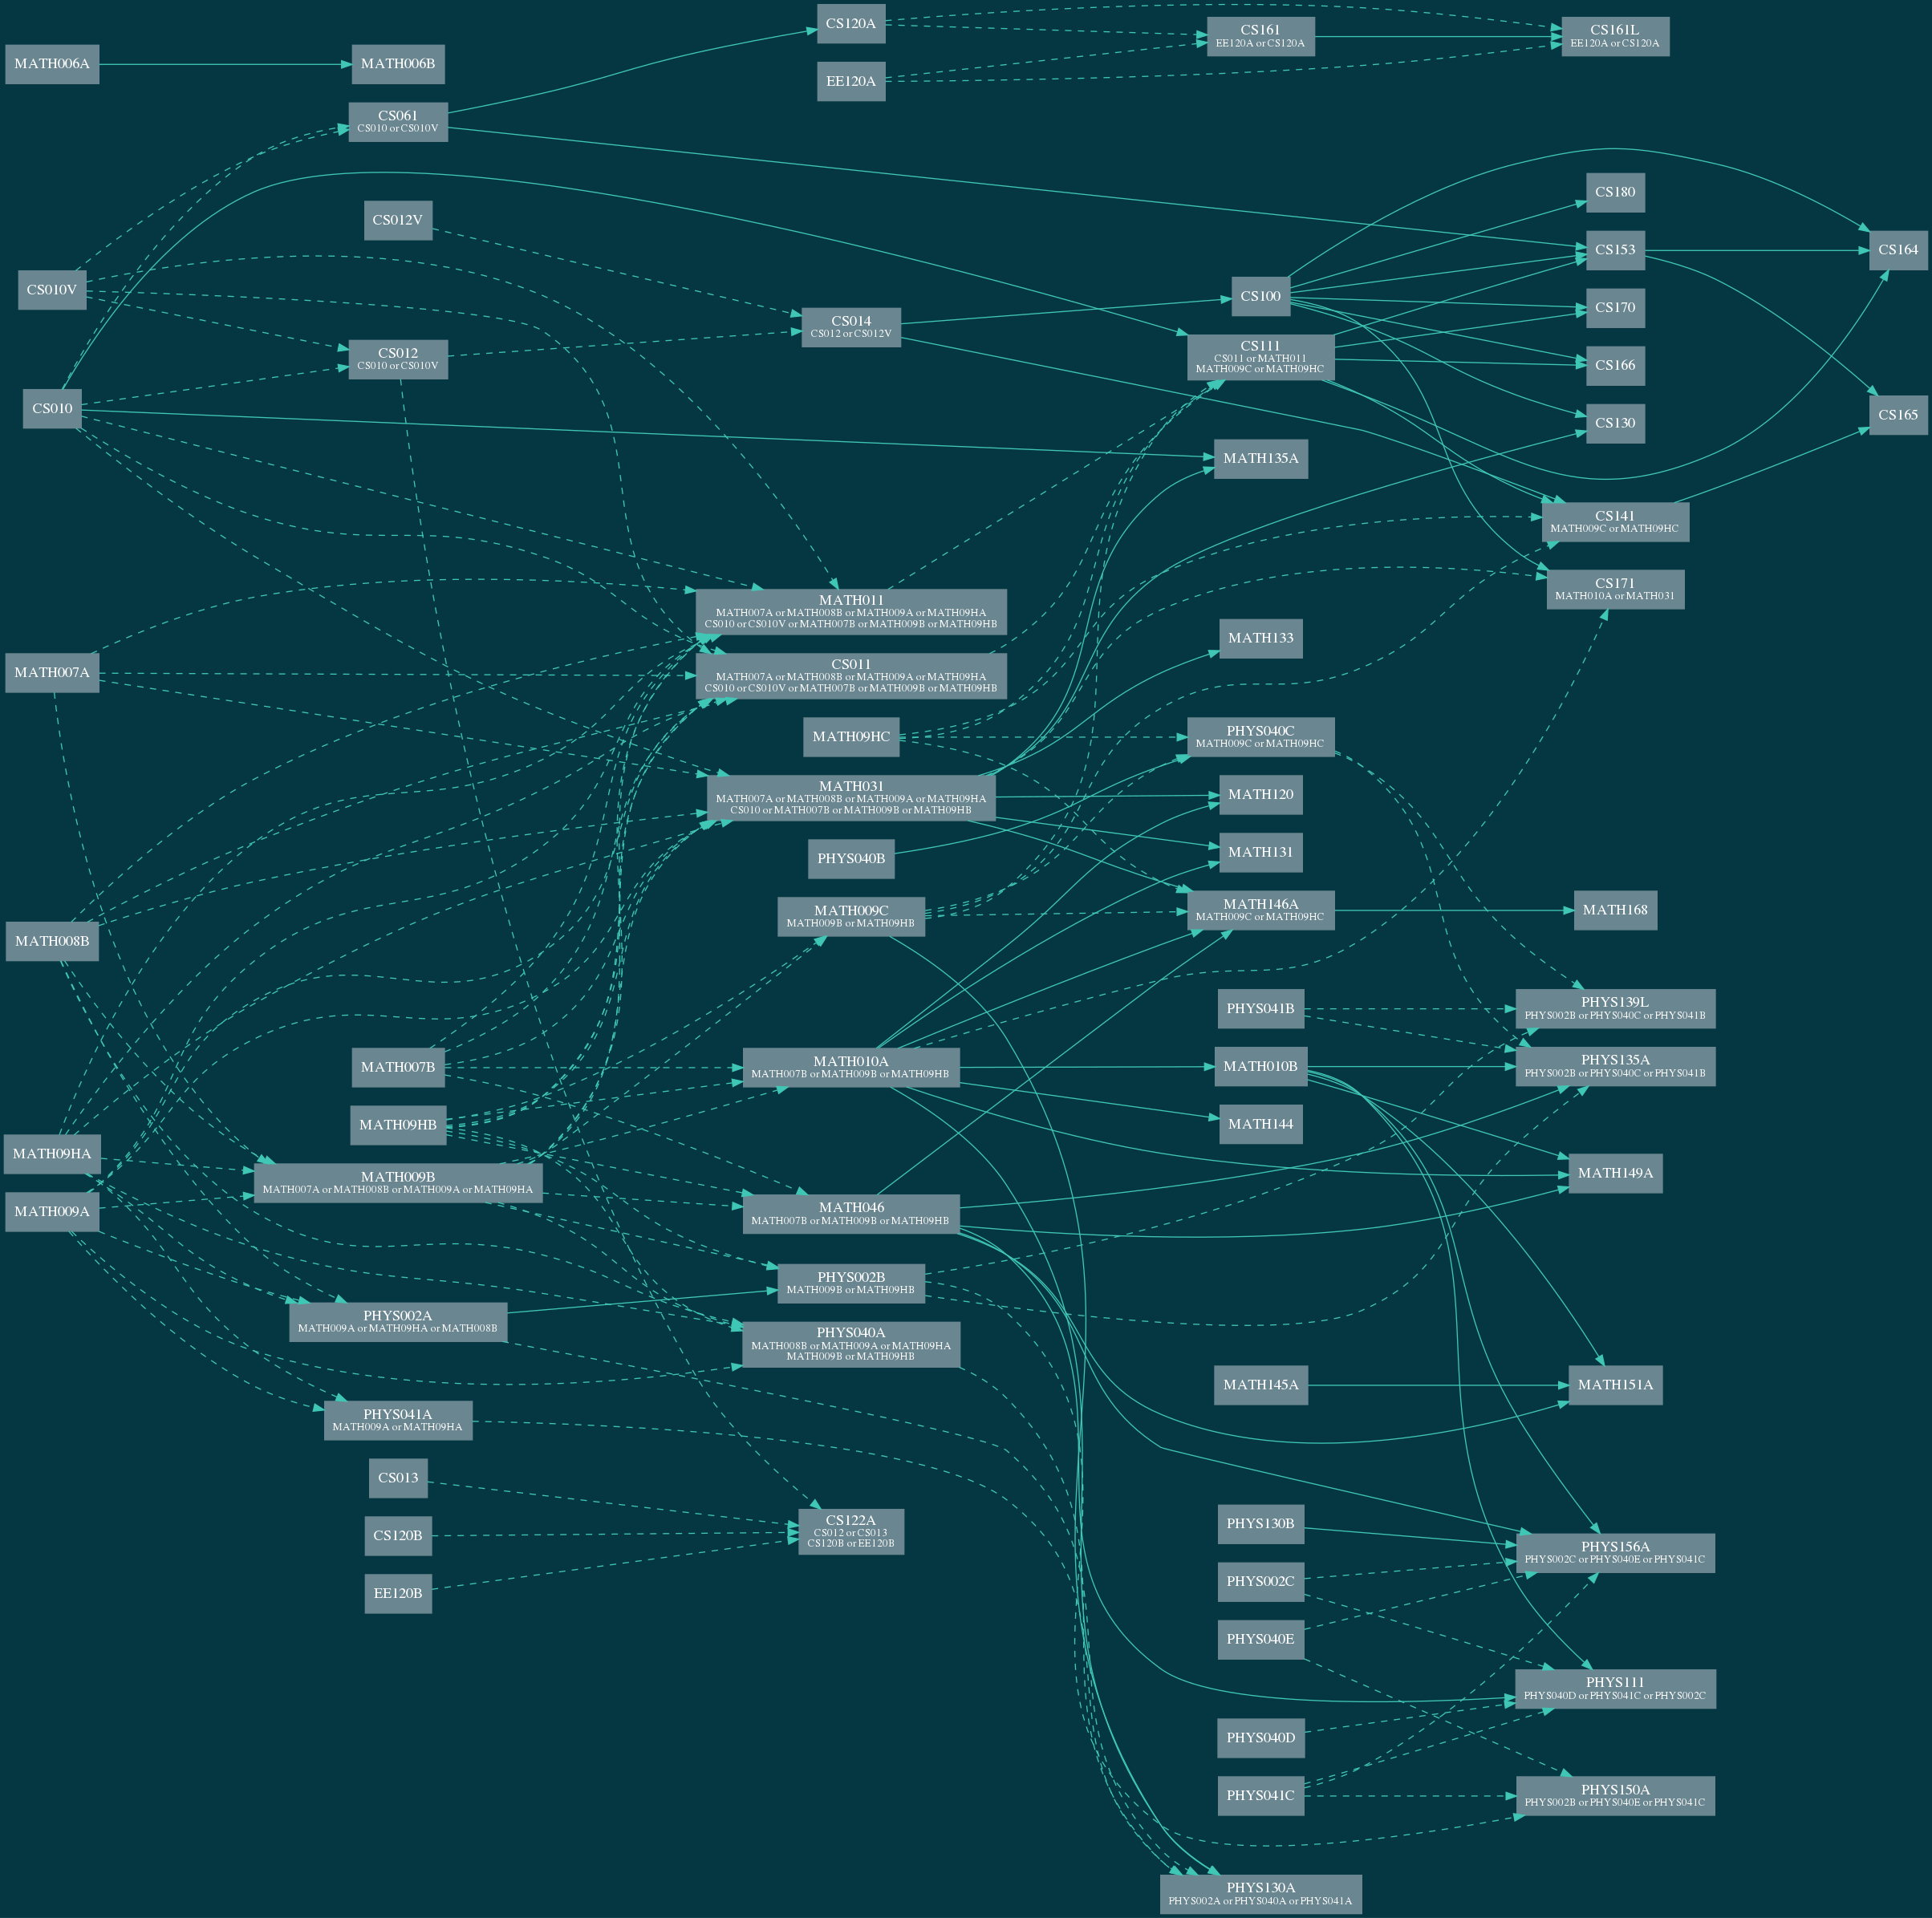 CS120A
CS161
EE120A or CS120A
CS161L
EE120A or CS120A
MATH006A
MATH006B
EE120A
CS061
CS010 or CS010V
CS180
CS012V
CS153
CS164
CS010V
CS100
CS170
CS014
CS012 or CS012V
CS012
CS010 or CS010V
CS111
CS011 or MATH011
MATH009C or MATH09HC
CS166
CS010
CS130
CS165
MATH135A
CS141
MATH009C or MATH09HC
CS171
MATH010A or MATH031
MATH011
MATH007A or MATH008B or MATH009A or MATH09HA
CS010 or CS010V or MATH007B or MATH009B or MATH09HB
MATH133
MATH007A
CS011
MATH007A or MATH008B or MATH009A or MATH09HA
CS010 or CS010V or MATH007B or MATH009B or MATH09HB
MATH09HC
PHYS040C
MATH009C or MATH09HC
MATH031
MATH007A or MATH008B or MATH009A or MATH09HA
CS010 or MATH007B or MATH009B or MATH09HB
MATH120
PHYS040B
MATH131
MATH009C
MATH009B or MATH09HB
MATH146A
MATH009C or MATH09HC
MATH168
MATH008B
PHYS041B
PHYS139L
PHYS002B or PHYS040C or PHYS041B
MATH007B
MATH010A
MATH007B or MATH009B or MATH09HB
MATH010B
PHYS135A
PHYS002B or PHYS040C or PHYS041B
MATH09HB
MATH144
MATH09HA
MATH009B
MATH007A or MATH008B or MATH009A or MATH09HA
MATH149A
MATH009A
MATH046
MATH007B or MATH009B or MATH09HB
PHYS002B
MATH009B or MATH09HB
PHYS002A
MATH009A or MATH09HA or MATH008B
PHYS040A
MATH008B or MATH009A or MATH09HA
MATH009B or MATH09HB
MATH145A
MATH151A
PHYS041A
MATH009A or MATH09HA
CS013
CS120B
CS122A
CS012 or CS013
CS120B or EE120B
PHYS130B
PHYS156A
PHYS002C or PHYS040E or PHYS041C
EE120B
PHYS002C
PHYS040E
PHYS111
PHYS040D or PHYS041C or PHYS002C
PHYS040D
PHYS041C
PHYS150A
PHYS002B or PHYS040E or PHYS041C
PHYS130A
PHYS002A or PHYS040A or PHYS041A